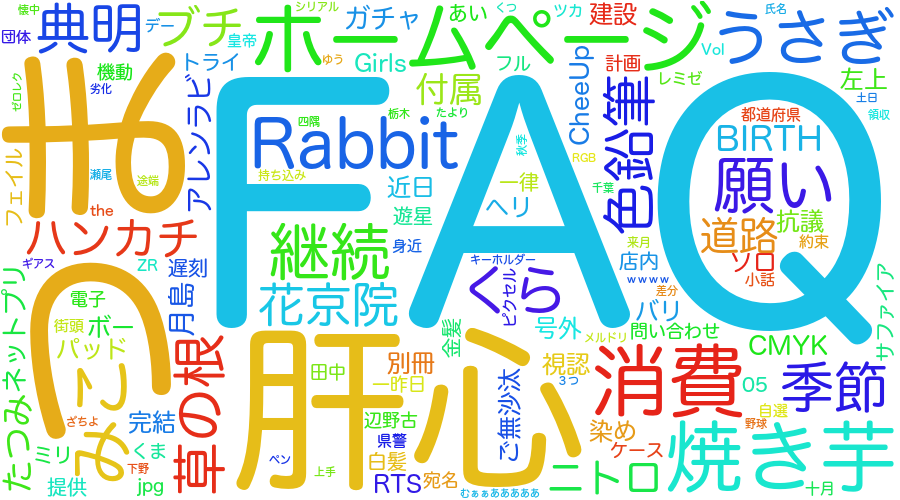 懐中
シリアル
くつ
ツカ
氏名
団体
典明
デー
ブチ
皇帝
ホームページ
ガチャ
あい
建設
うさぎ
ゼロレク
劣化
機動
トライ
ゆう
Girls
フル
計画
Vol
レミゼ
左上
土日
フェイル
アレンラビ
四隅
栃木
たより
付属
CheeUp
色鉛筆
都道府県
領収
Rabbit
FAQ
BIRTH
秋季
RGB
瀬尾
途端
持ち込み
近日
一律
千葉
願い
the
ハンカチ
遊星
ヘリ
道路
抗議
継続
身近
来月
ソロ
約束
ギアス
ZR
遅刻
キーホルダー
店内
小話
たつみネットプリ
電子
月島
花京院
くら
ピクセル
wwww
差分
サファイア
街頭
ボー
パッド
号外
バリ
問い合わせ
金髪
メルドリ
CMYK
草の根
肝心
別冊
視認
消費
田中
一昨日
ご無沙汰
3つ
05
季節
みこ
ざちよ
完結
辺野古
自選
ミリ
くま
県警
染め
野球
下野
ペン
白髪
ケース
焼き芋
提供
jpg
上手
RTS
宛名
ニトロ
むぁぁあああああ
十月